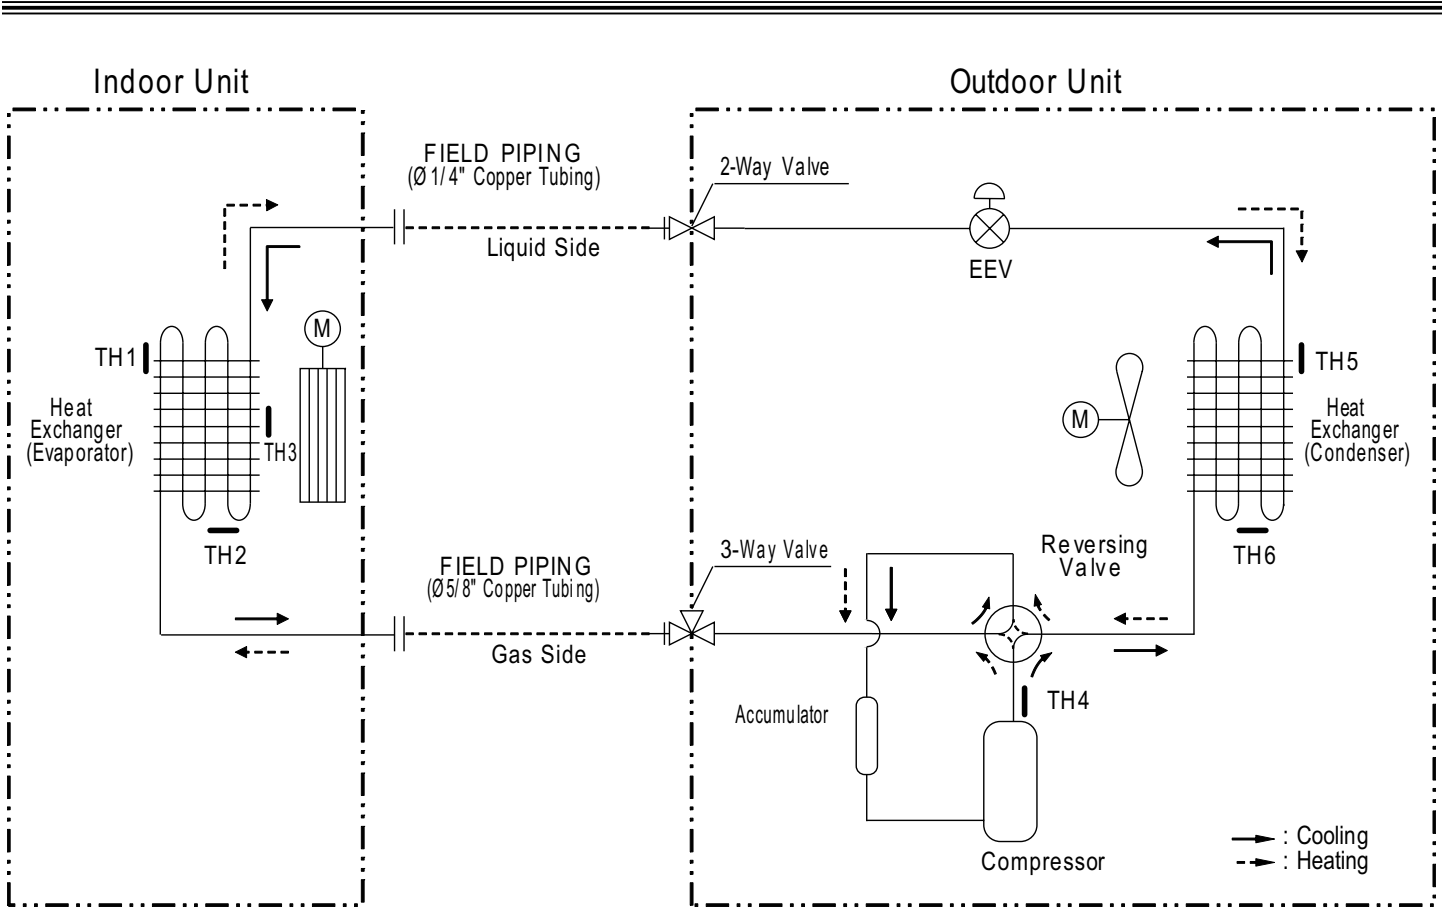 Indoor Unit
Outdoor Unit
FIELD PIPING
(Ø 1/4" Copper Tubing)
2-Way Valve
Liquid Side
EEV
M
TH1
TH5
Heat
Exchanger
(Evaporator)
TH3
M
Heat
Exchanger
(Condenser)
TH2
FIELD PIPING
(Ø5/8" Copper Tubing)
3-Way Valve
Reversing
Valve
TH6
Gas Side
TH4
Accumulator
Compressor
: Cooling
: Heating